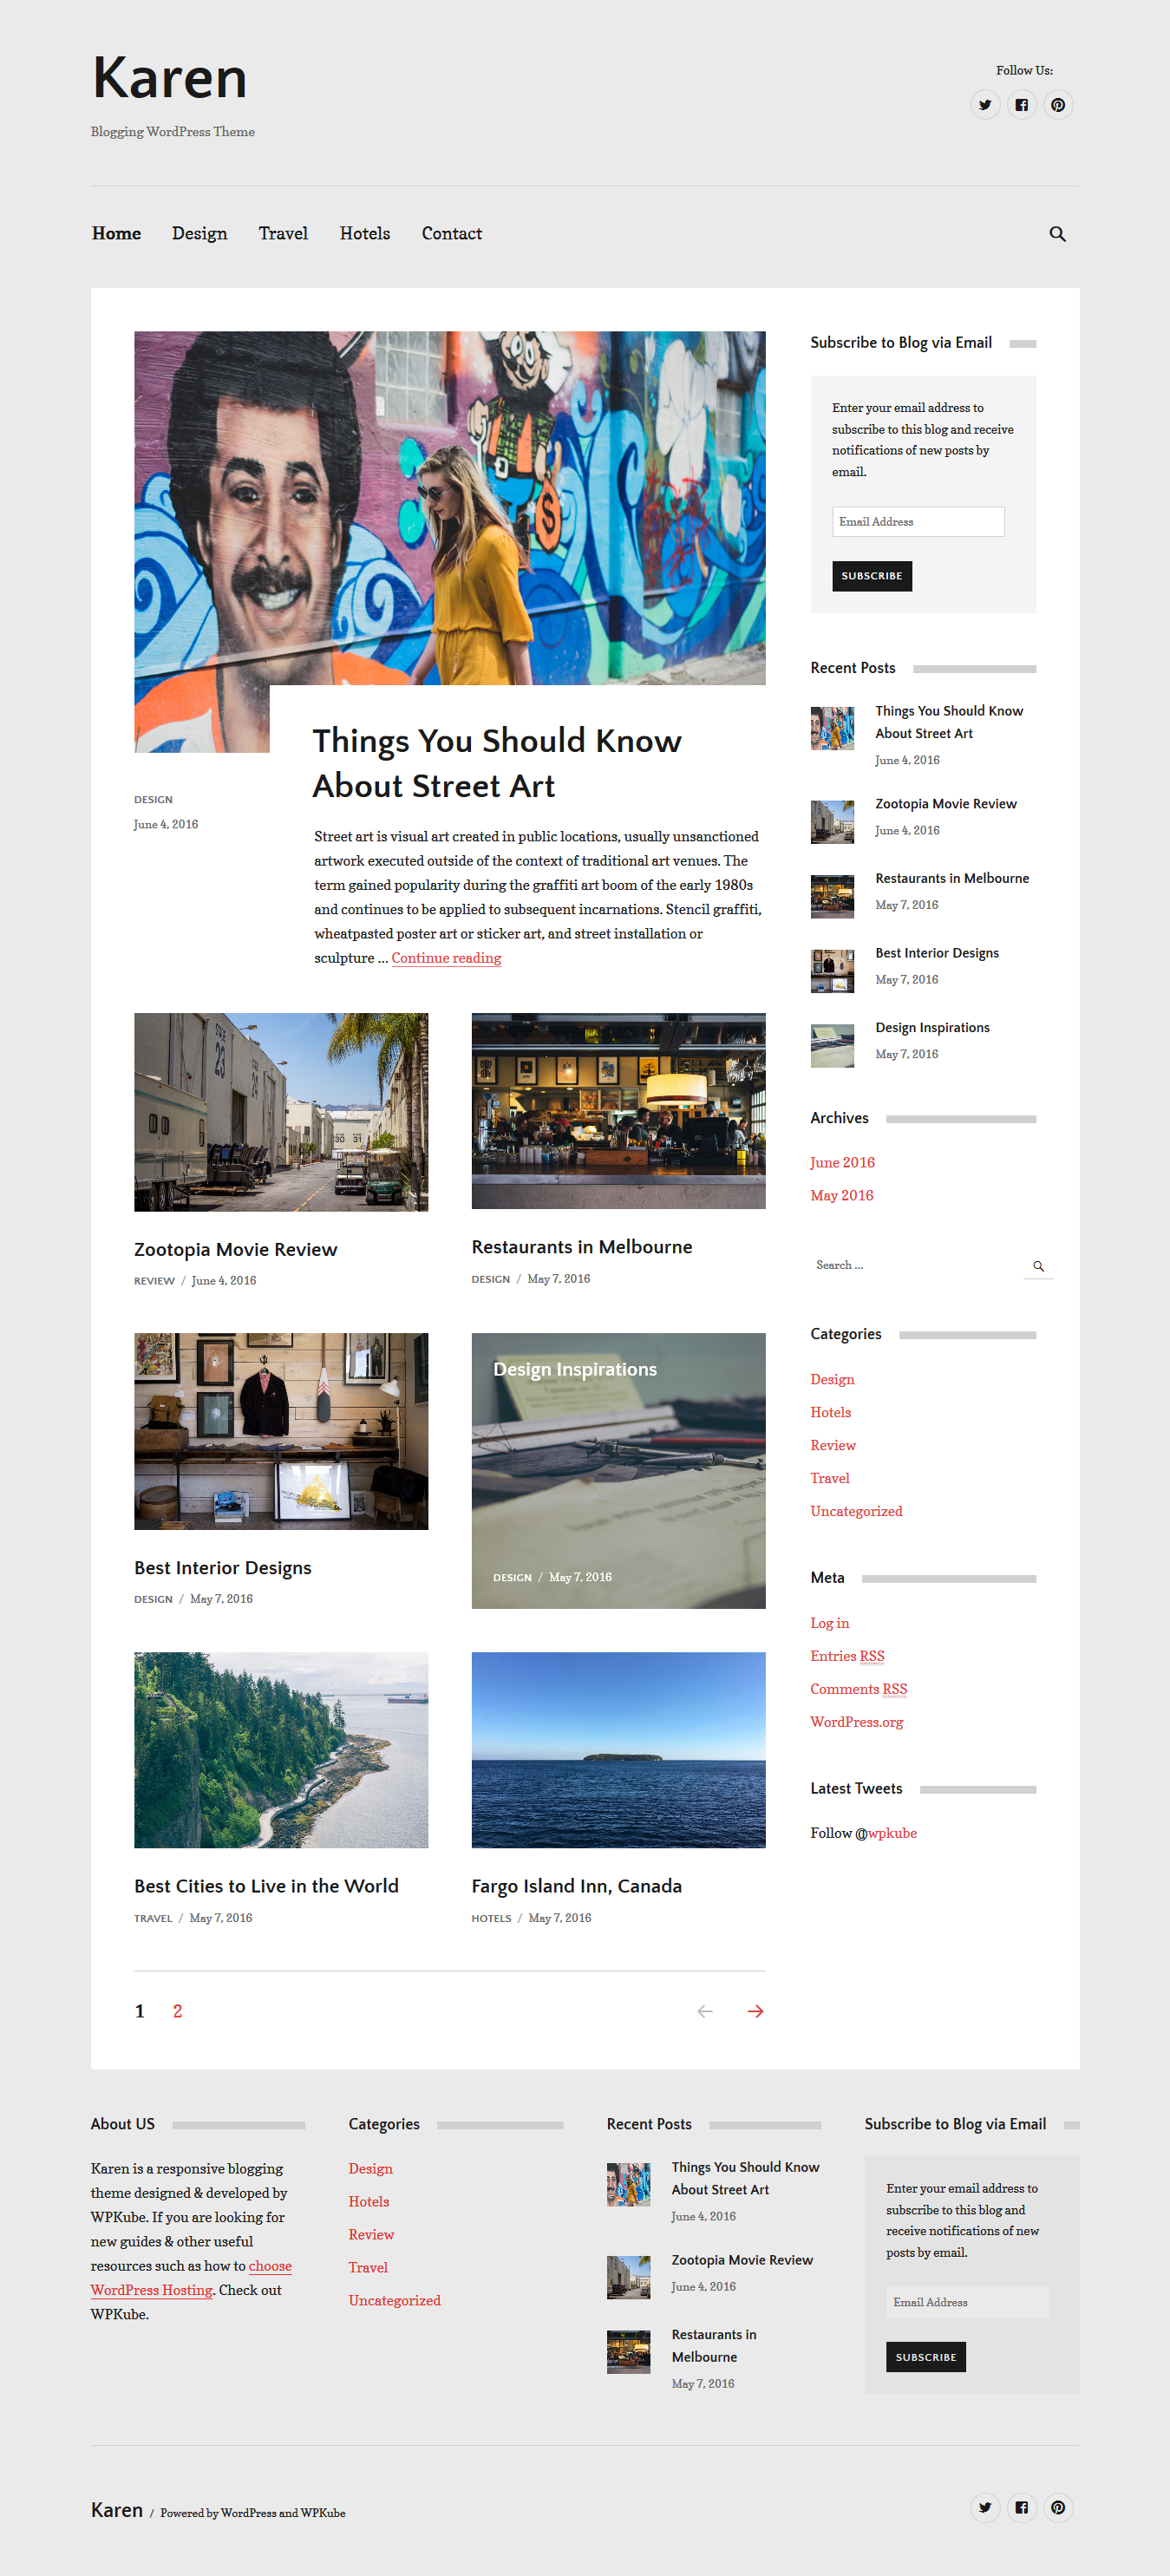 Karen
Blogging WordPress Theme
Follow Us:
Home
Design
Travel
Hotels
Contact
Things You Should Know
About Street Art
DESIGN
June 4, 2016
Street art is visual art created in public locations, usually unsanctioned
artwork executed outside of the context of traditional art venues. The
term gained popularity during the graffiti art boom of the early 1980s
and continues to be applied to subsequent incarnations. Stencil graffiti,
wheatpasted poster art or sticker art, and street installation or
sculpture ... Continue reading
23
24
30 31
Zootopia Movie Review
REVIEW / June 4, 2016
Restaurants in Melbourne
DESIGN / May 7, 2016
Best Interior Designs
DESIGN / May 7, 2016
Design Inspirations
DESIGN / May 7, 2016
Best Cities to Live in the World
TRAVEL / May 7, 2016
Fargo Island Inn, Canada
HOTELS / May 7, 2016
1 2
Subscribe to Blog via Email
Enter your email address to
subscribe to this blog and receive
notifications of new posts by
email.
Email Address
SUBSCRIBE
Recent Posts
Things You Should Know
About Street Art
June 4, 2016
Zootopia Movie Review
June 4, 2016
Restaurants in Melbourne
May 7, 2016
Best Interior Designs
May 7, 2016
Design Inspirations
May 7, 2016
Archives
June 2016
May 2016
Search ...
Categories
Design
Hotels
Review
Travel
Uncategorized
Meta
Log in
Entries RSS
Comments RSS
WordPress.org
Latest Tweets
Follow @wpkube
About US
Karen is a responsive blogging
theme designed & developed by
WPKube. If you are looking for
new guides & other useful
resources such as how to choose
WordPress Hosting. Check out
WPKube.
Categories
Design
Hotels
Review
Travel
Uncategorized
Recent Posts
Things You Should Know
About Street Art
June 4, 2016
Zootopia Movie Review
June 4, 2016
Restaurants in
Melbourne
May 7, 2016
Subscribe to Blog via Email
Enter your email address to
subscribe to this blog and
receive notifications of new
posts by email.
Email Address
SUBSCRIBE
Karen / Powered by WordPress and WPKube